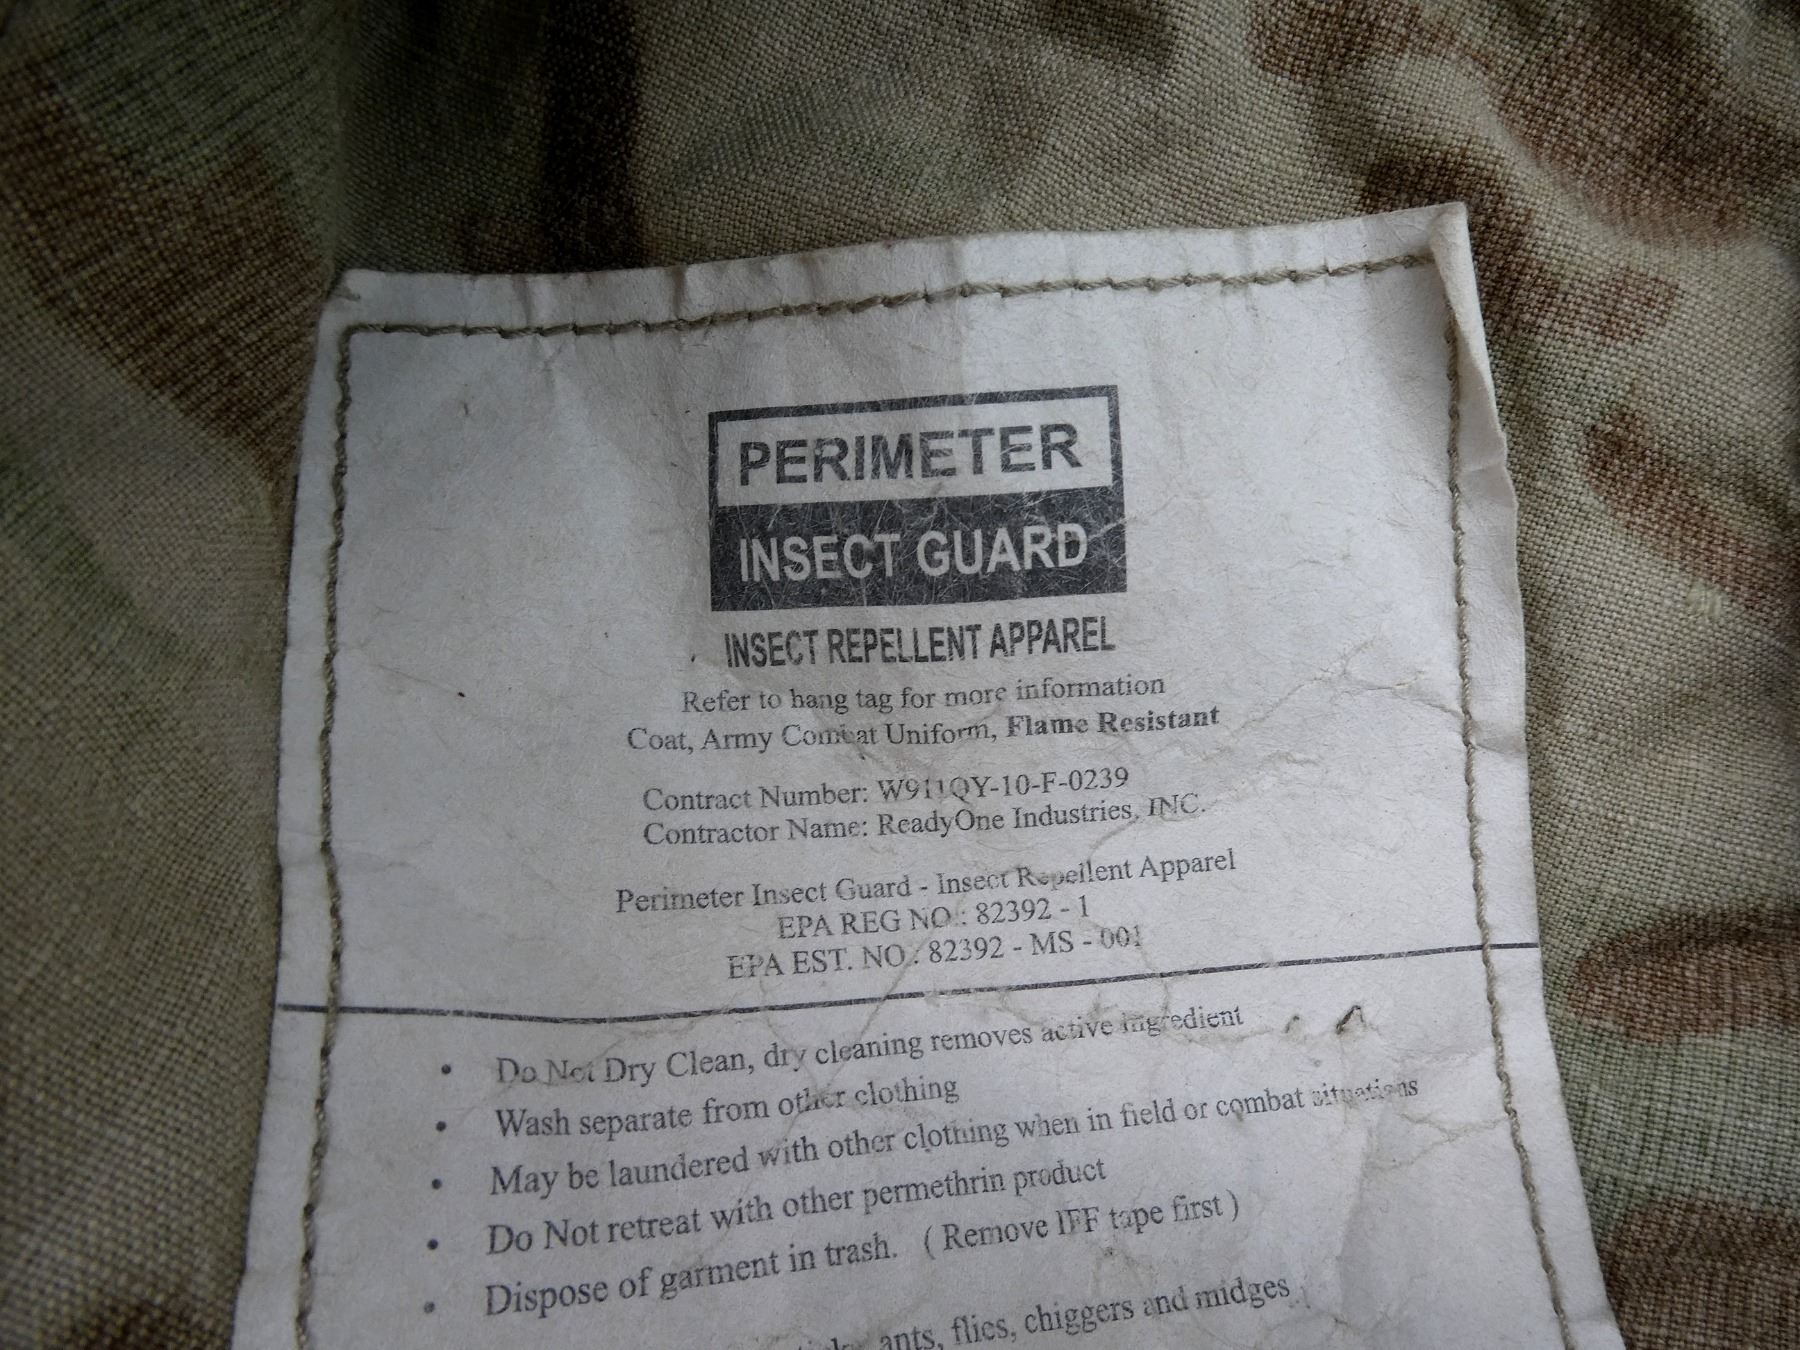 PERIMETER
INSECT GUARD
INSECT REPELLENT APPAREL
Refer to hang tag for more information
Coat, Army Combat Uniform, Flame Resistant
Contract Number: W911QY-10-F-0239
Contractor Name: ReadyOne Industries, INC.
Perimeter Insect Guard - Insect Repellent Apparel
EPA REG NO.: 82392 - 1
EPA EST. NO.: 82392 - MS - 001
• Do Not Dry Clean, dry cleaning removes active ingredient
• Wash separate from other clothing
• May be laundered with other clothing when in field or combat situations
• Do Not retreat with other permethrin product
• Dispose of garment in trash. ( Remove IFF tape first )
ants, flies, chiggers and midges